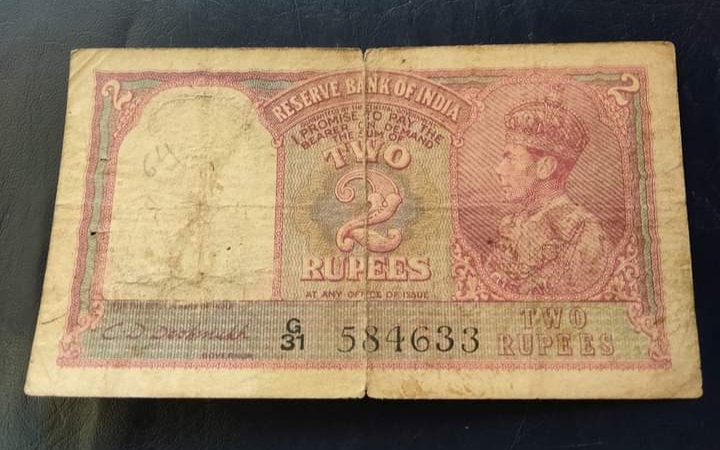 2
2
RESERVE BANK OF INDIA
I PROMISE TO PAY THE
BEARER THE SUM OF
ON DEMAND
TWO
2
RUPEES
AT ANY OFFICE OF ISSUE
64
C. D. Deshmukh
GOVERNOR
G
31
584633
TWO
RUPEES